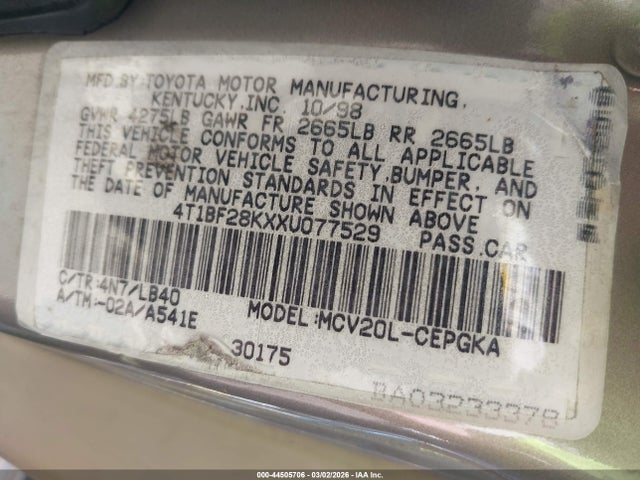 MFD.BY:TOYOTA MOTOR MANUFACTURING,
KENTUCKY,INC. 10/98
GVWR 4275LB GAWR FR 2665LB RR 2665LB
THIS VEHICLE CONFORMS TO ALL APPLICABLE
FEDERAL MOTOR VEHICLE SAFETY,BUMPER, AND
THEFT PREVENTION STANDARDS IN EFFECT ON
THE DATE OF MANUFACTURE SHOWN ABOVE
4T1BF28KXXU077529 PASS.CAR
C/TR:4N7/LB40
A/TM:-02A/A541E MODEL:MCV20L-CEPGKA
30175
BA03233378
000-44505706 | 03/02/2026 | IAA Inc.